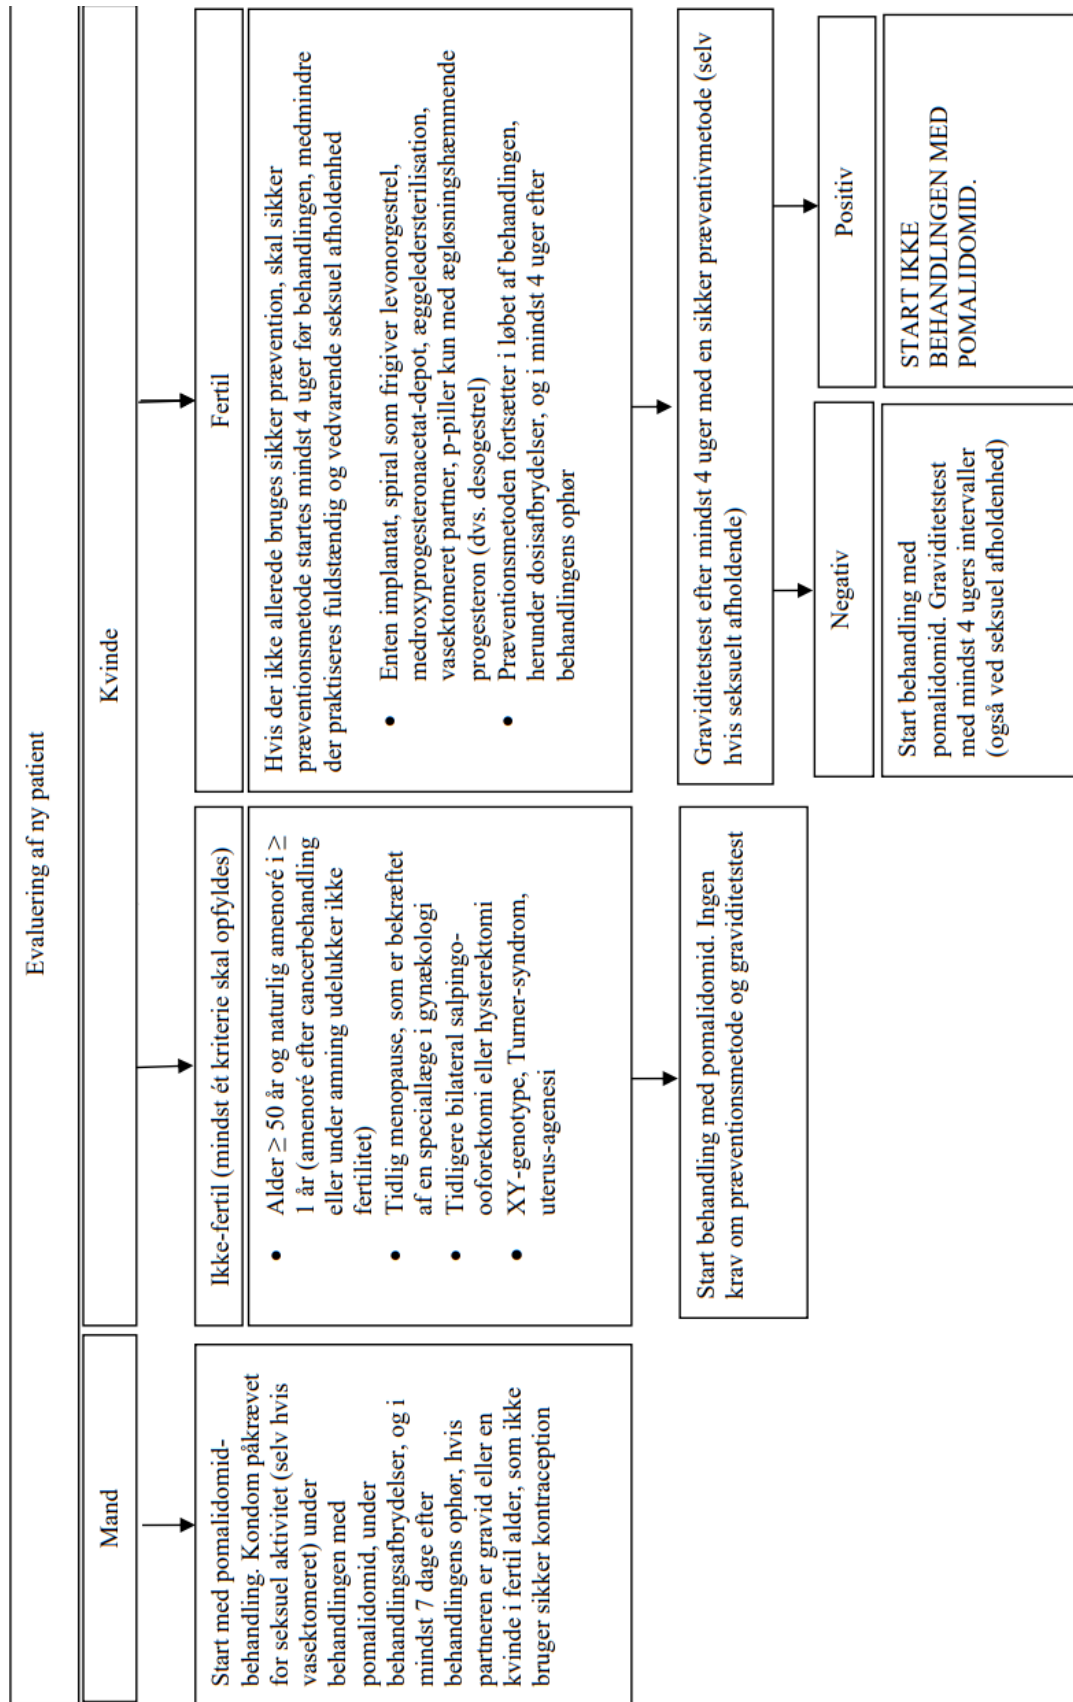 Evaluering af ny patient
Mand
Start med pomalidomid-
behandling. Kondom påkrævet
for seksuel aktivitet (selv hvis
vasektomeret) under
behandlingen med
pomalidomid, under
behandlingsafbrydelser, og i
mindst 7 dage efter
behandlingens ophør, hvis
partneren er gravid eller en
kvinde i fertil alder, som ikke
bruger sikker kontraception
Kvinde
Ikke-fertil (mindst ét kriterie skal opfyldes)
• Alder ≥ 50 år og naturlig amenoré i ≥
1 år (amenoré efter cancerbehandling
eller under amning udelukker ikke
fertilitet)
• Tidlig menopause, som er bekræftet
af en speciallæge i gynækologi
• Tidligere bilateral salpingo-
ooforektomi eller hysterektomi
• XY-genotype, Turner-syndrom,
uterus-agenesi
Start behandling med pomalidomid. Ingen
krav om præventionsmetode og graviditetstest
Fertil
Hvis der ikke allerede bruges sikker prævention, skal sikker
præventionsmetode startes mindst 4 uger før behandlingen, medmindre
der praktiseres fuldstændig og vedvarende seksuel afholdenhed
• Enten implantat, spiral som frigiver levonorgestrel,
medroxyprogesteronacetat-depot, æggeledersterilisation,
vasektomeret partner, p-piller kun med ægløsningshæmmende
progesteron (dvs. desogestrel)
• Præventionsmetoden fortsætter i løbet af behandlingen,
herunder dosisafbrydelser, og i mindst 4 uger efter
behandlingens ophør
Graviditetstest efter mindst 4 uger med en sikker præventivmetode (selv
hvis seksuelt afholdende)
Negativ
Start behandling med
pomalidomid. Graviditetstest
med mindst 4 ugers intervaller
(også ved seksuel afholdenhed)
Positiv
START IKKE
BEHANDLINGEN MED
POMALIDOMID.